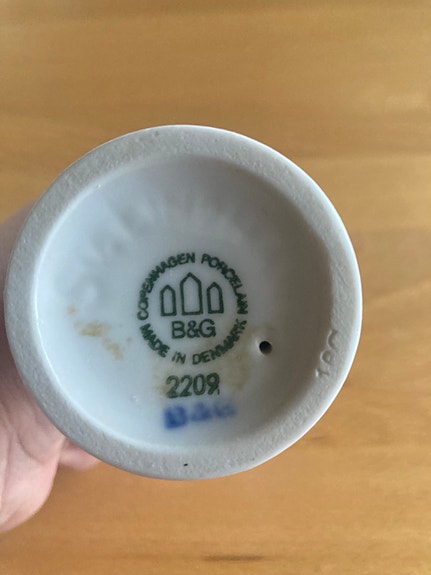 COPENHAGEN PORCELAIN
B&G
MADE IN DENMARK
2209
B&G